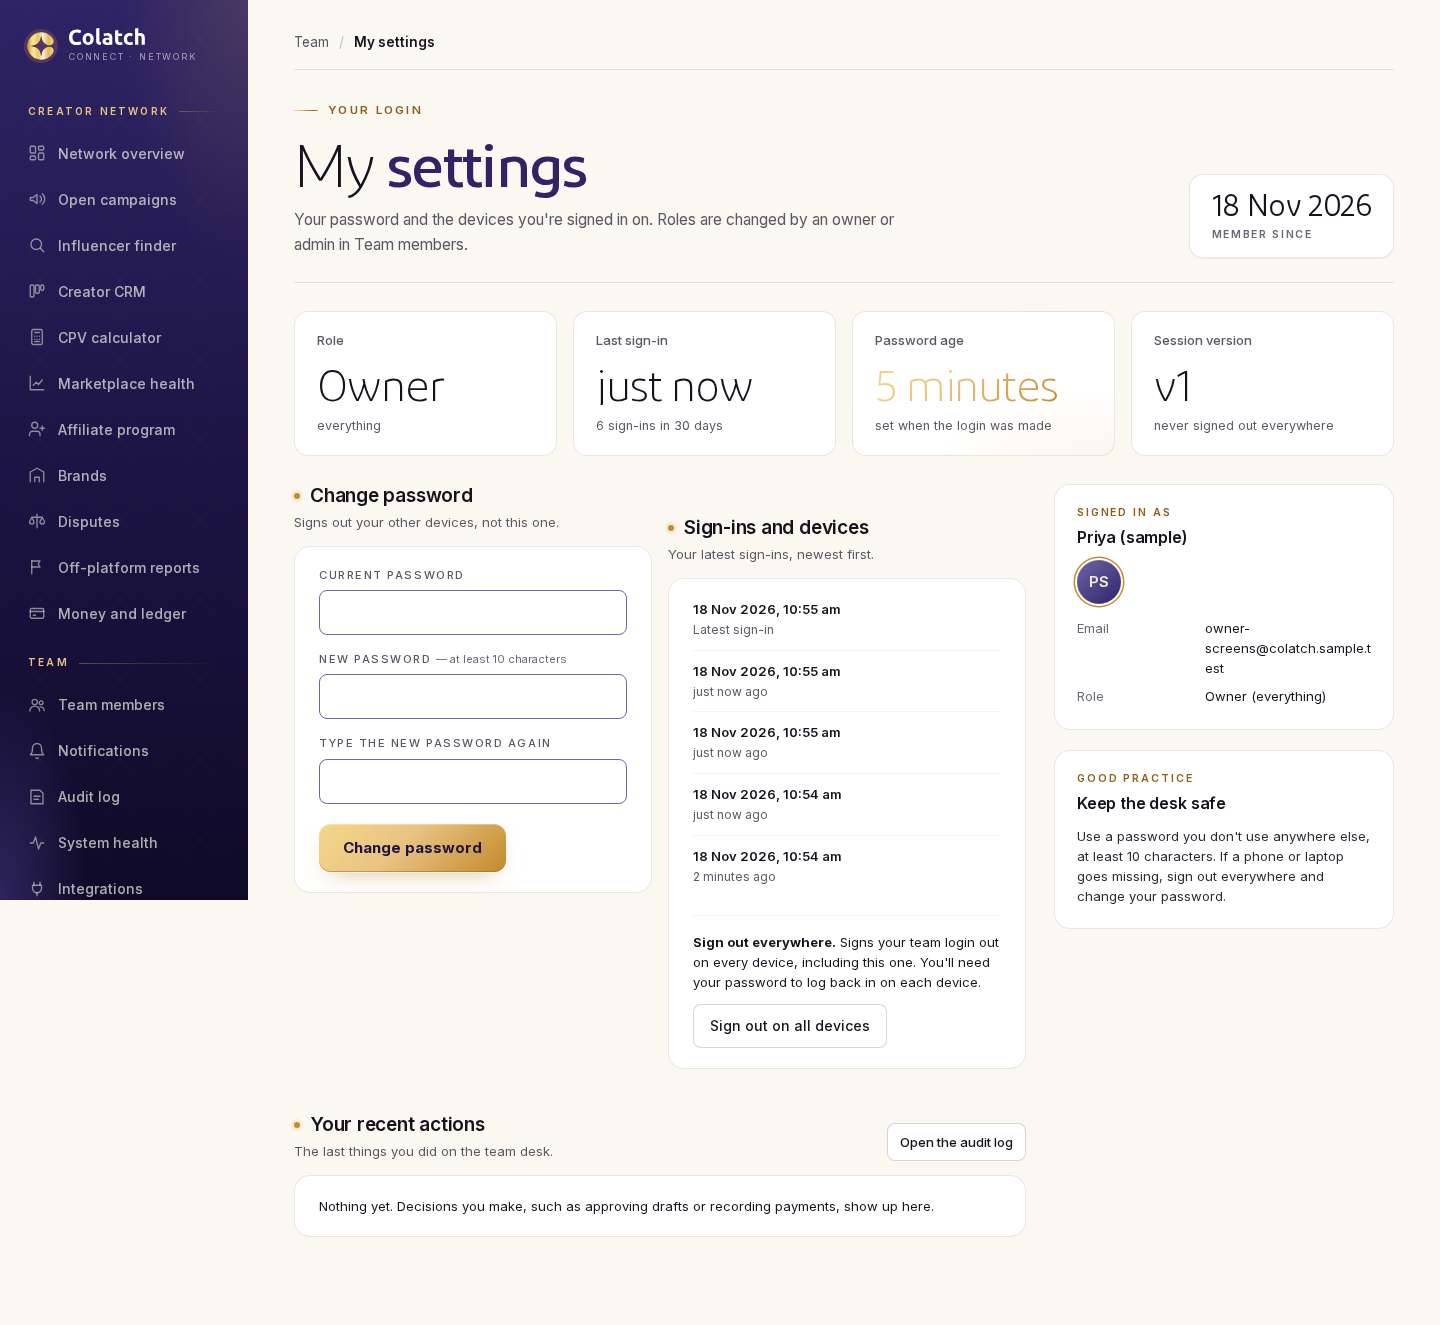 Colatch
CONNECT · NETWORK
CREATOR NETWORK
Network overview
Open campaigns
Influencer finder
Creator CRM
CPV calculator
Marketplace health
Affiliate program
Brands
Disputes
Off-platform reports
Money and ledger
TEAM
Team members
Notifications
Audit log
System health
Integrations
Team / My settings
YOUR LOGIN
My settings
Your password and the devices you're signed in on. Roles are changed by an owner or
admin in Team members.
18 Nov 2026
MEMBER SINCE
Role
Owner
everything
Last sign-in
just now
6 sign-ins in 30 days
Password age
5 minutes
set when the login was made
Session version
v1
never signed out everywhere
Change password
Signs out your other devices, not this one.
CURRENT PASSWORD
NEW PASSWORD — at least 10 characters
TYPE THE NEW PASSWORD AGAIN
Change password
Sign-ins and devices
Your latest sign-ins, newest first.
18 Nov 2026, 10:55 am
Latest sign-in
18 Nov 2026, 10:55 am
just now ago
18 Nov 2026, 10:55 am
just now ago
18 Nov 2026, 10:54 am
just now ago
18 Nov 2026, 10:54 am
2 minutes ago
Sign out everywhere. Signs your team login out
on every device, including this one. You'll need
your password to log back in on each device.
Sign out on all devices
SIGNED IN AS
Priya (sample)
PS
Email
owner-
screens@colatch.sample.t
est
Role
Owner (everything)
GOOD PRACTICE
Keep the desk safe
Use a password you don't use anywhere else,
at least 10 characters. If a phone or laptop
goes missing, sign out everywhere and
change your password.
Your recent actions
The last things you did on the team desk.
Open the audit log
Nothing yet. Decisions you make, such as approving drafts or recording payments, show up here.